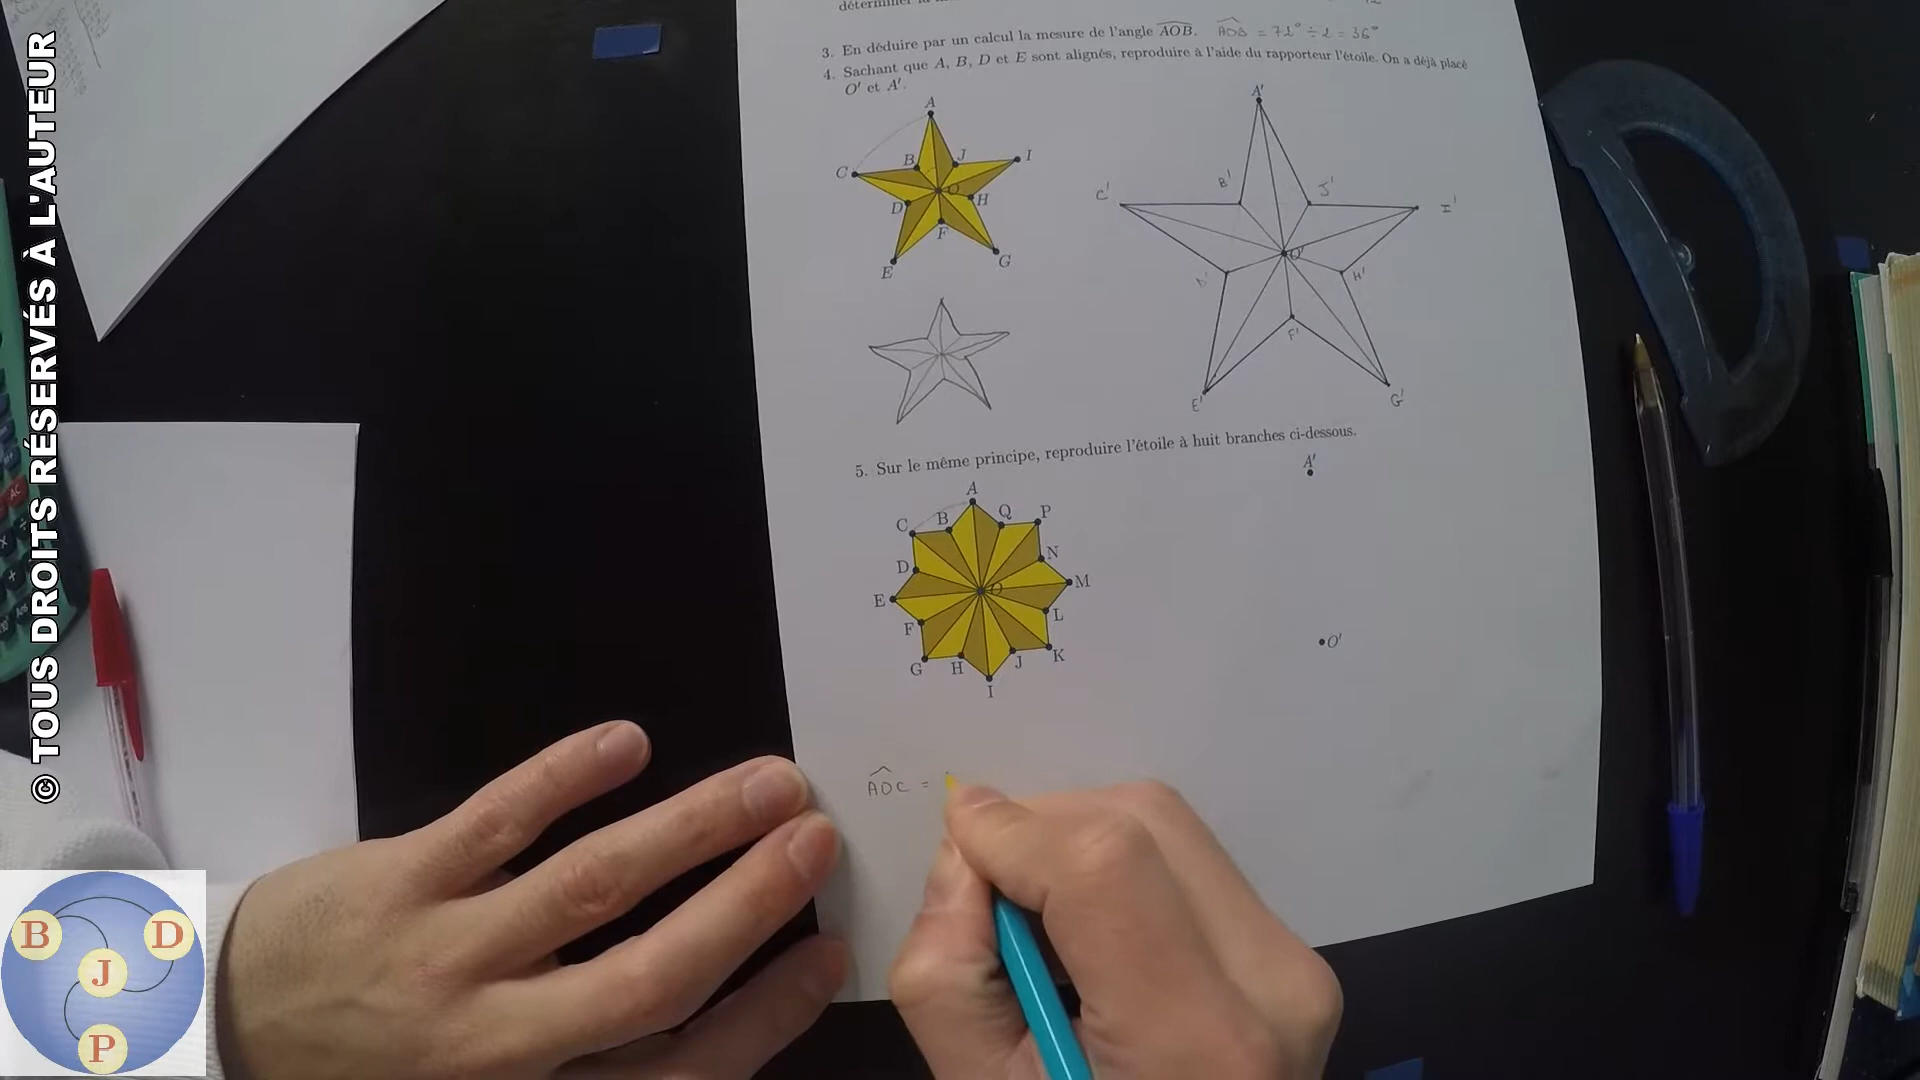 © TOUS DROITS RÉSERVÉS À L'AUTEUR
3. En déduire par un calcul la mesure de l'angle AOB. AOB = 72° ÷ 2 = 36°
4. Sachant que A, B, D et E sont alignés, reproduire à l'aide du rapporteur l'étoile. On a déjà placé
O' et A'.
A
B
J
I
C
O
D
H
F
E
G
A'
B'
J'
C'
I'
O'
D'
H'
F'
E'
G'
5. Sur le même principe, reproduire l'étoile à huit branches ci-dessous.
A'
A
B
Q
P
C
N
D
M
O
E
L
F
K
G
H
J
I
O'
AOC =
B
D
J
P
AC